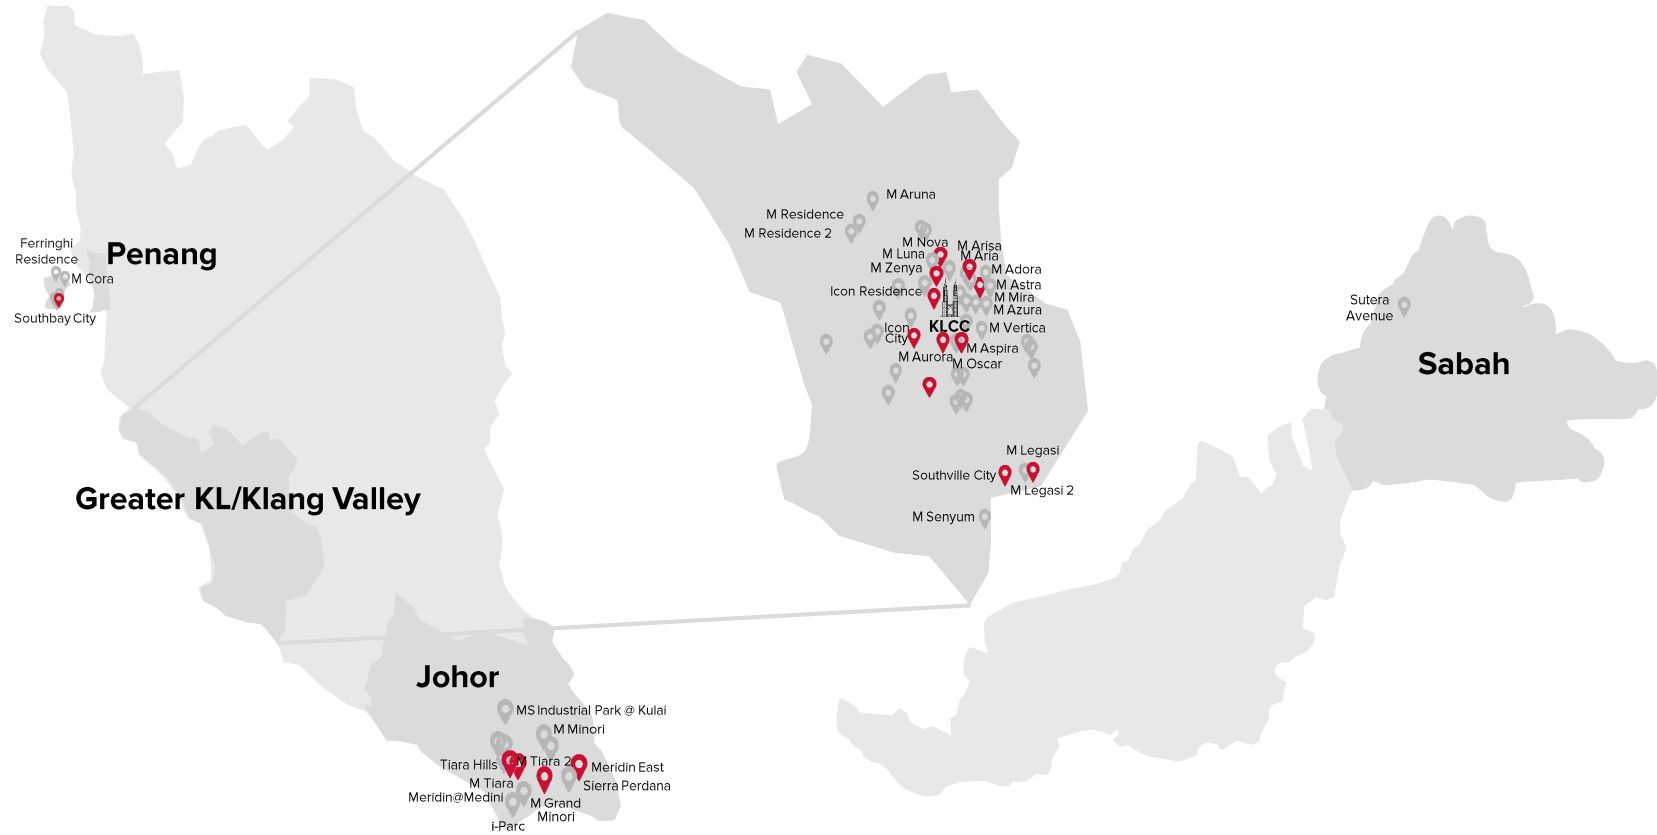 Ferringhi
Residence
M Cora
Southbay City
Penang
Greater KL/Klang Valley
Johor
MS Industrial Park @ Kulai
M Minori
Tiara Hills
M Tiara 2
M Tiara
Meridin East
Sierra Perdana
Meridin@Medini
M Grand
Minori
i-Parc
M Aruna
M Residence
M Residence 2
M Nova
M Arisa
M Luna
M Aria
M Zenya
M Adora
M Astra
Icon Residence
M Mira
M Azura
KLCC
Icon
City
M Vertica
M Aspira
M Aurora
M Oscar
M Legasi
Southville City
M Legasi 2
M Senyum
Sutera
Avenue
Sabah